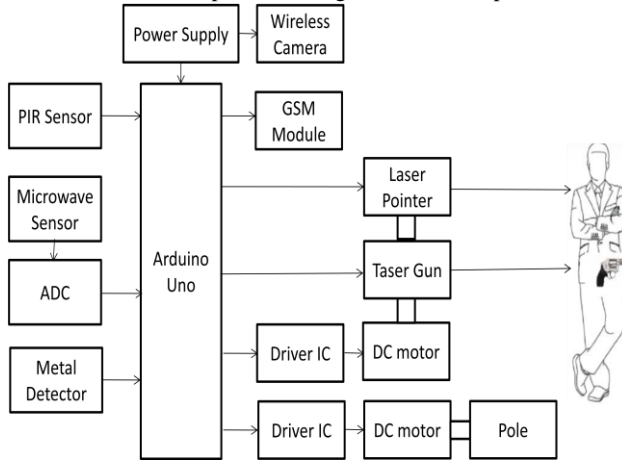 Power Supply
Wireless
Camera
PIR Sensor
GSM
Module
Microwave
Sensor
Laser
Pointer
Arduino
Uno
Taser Gun
ADC
Metal
Detector
Driver IC
DC motor
Driver IC
DC motor
Pole